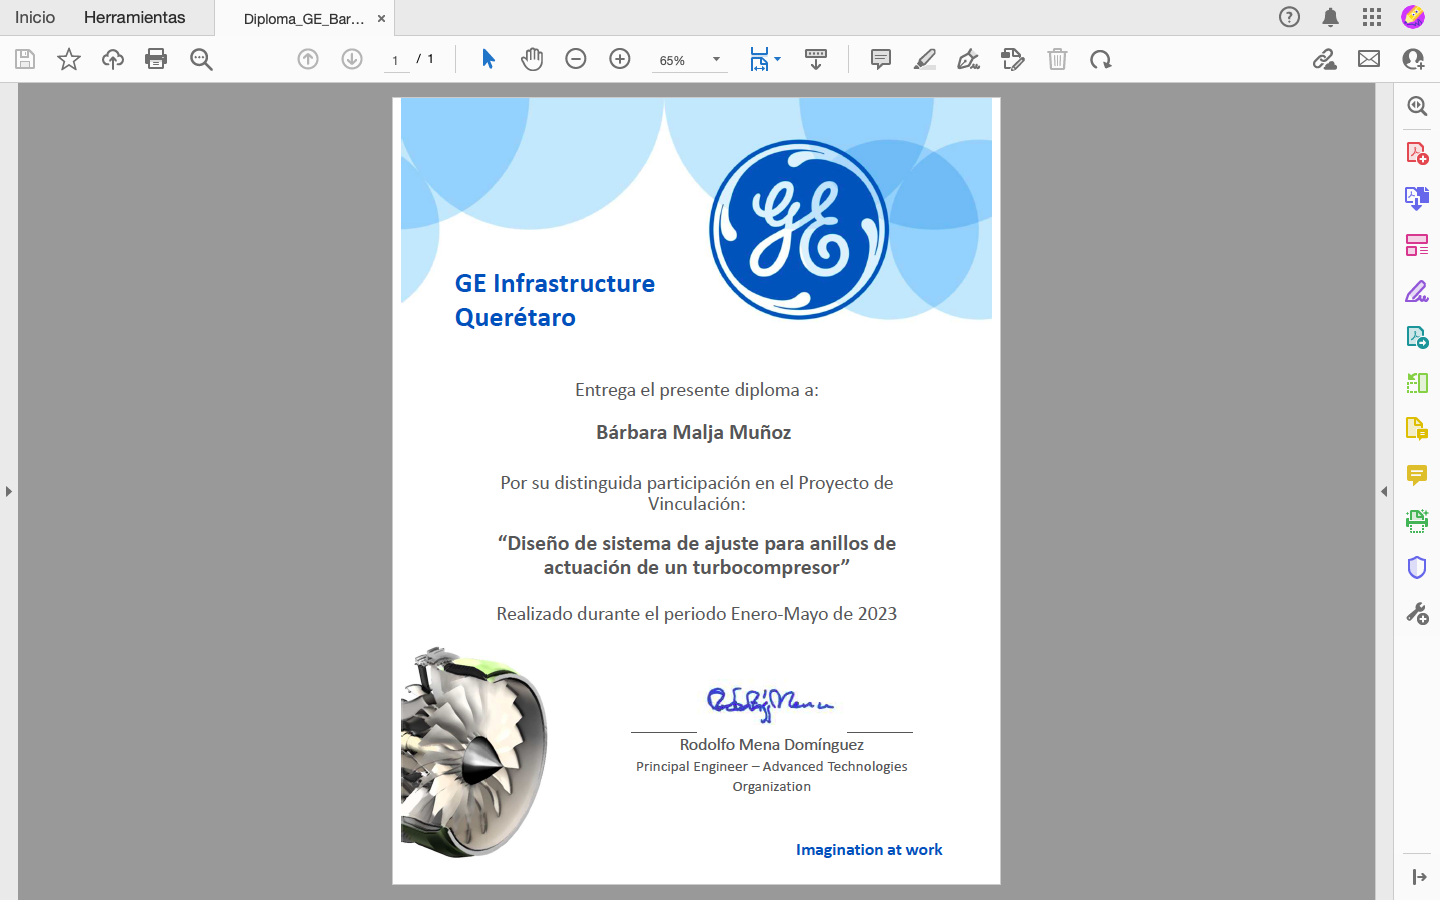 Inicio
Herramientas
Diploma_GE_Bar... ×
1 / 1
65%
GE
GE Infrastructure
Querétaro
Entrega el presente diploma a:
Bárbara Malja Muñoz
Por su distinguida participación en el Proyecto de
Vinculación:
“Diseño de sistema de ajuste para anillos de
actuación de un turbocompresor”
Realizado durante el periodo Enero-Mayo de 2023
Rodolfo Mena Domínguez
Principal Engineer – Advanced Technologies
Organization
Imagination at work